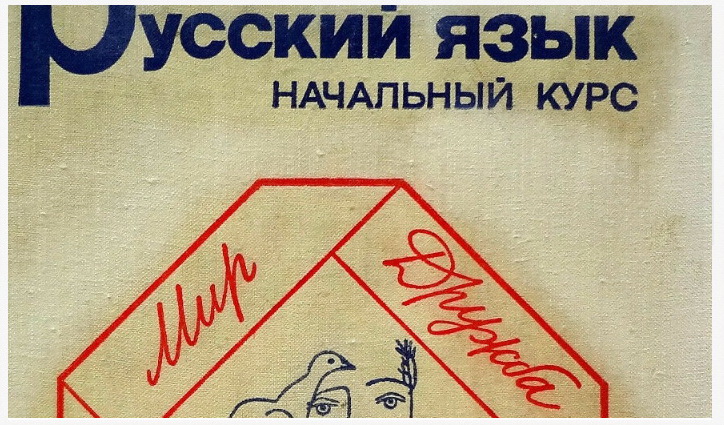 Русский язык
НАЧАЛЬНЫЙ КУРС
Мир
Дружба